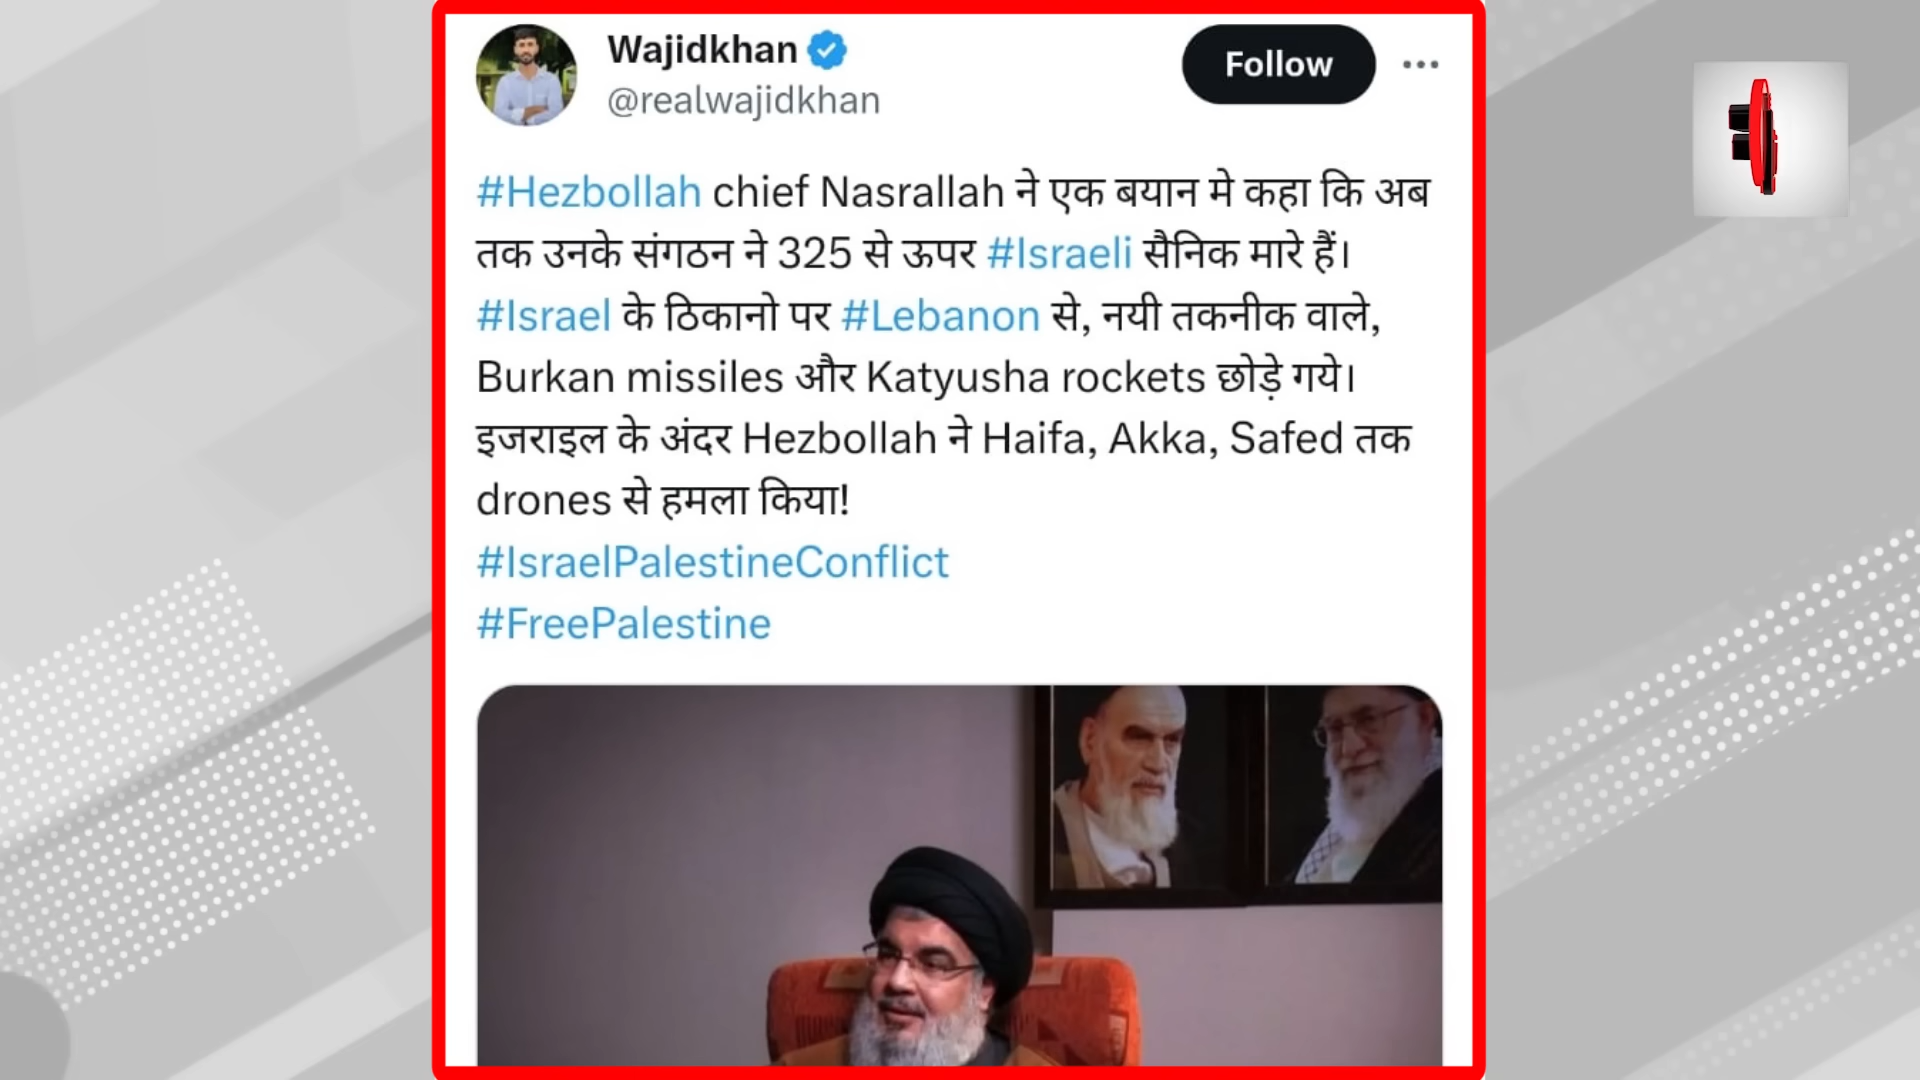 Wajidkhan
@realwajidkhan
Follow
#Hezbollah chief Nasrallah ने एक बयान मे कहा कि अब
तक उनके संगठन ने 325 से ऊपर #Israeli सैनिक मारे हैं।
#Israel के ठिकानो पर #Lebanon से, नयी तकनीक वाले,
Burkan missiles और Katyusha rockets छोड़े गये।
इजराइल के अंदर Hezbollah ने Haifa, Akka, Safed तक
drones से हमला किया!
#IsraelPalestineConflict
#FreePalestine